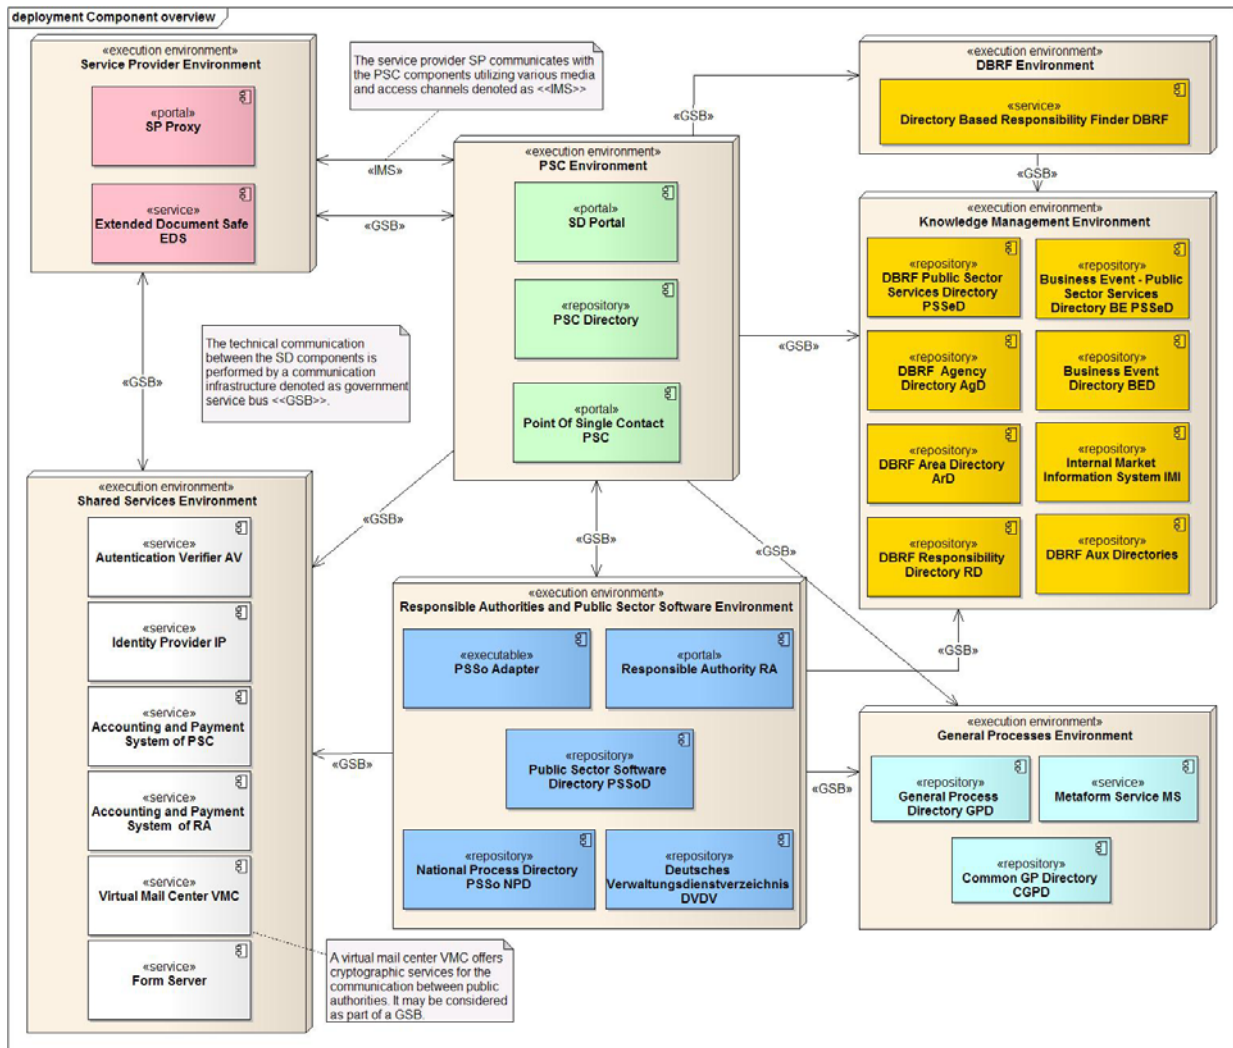 deployment Component overview
«execution environment»
Service Provider Environment
«portal»
SP Proxy
«service»
Extended Document Safe
EDS
The service provider SP communicates with
the PSC components utilizing various media
and access channels denoted as <<IMS>>
«IMS»
«GSB»
«GSB»
«execution environment»
DBRF Environment
«service»
Directory Based Responsibility Finder DBRF
«GSB»
«execution environment»
PSC Environment
«portal»
SD Portal
«repository»
PSC Directory
«portal»
Point Of Single Contact
PSC
«execution environment»
Knowledge Management Environment
«repository»
DBRF Public Sector
Services Directory
PSSeD
«repository»
Business Event - Public
Sector Services
Directory BE PSSeD
«repository»
DBRF Agency
Directory AgD
«repository»
Business Event
Directory BED
«repository»
DBRF Area Directory
ArD
«repository»
Internal Market
Information System IMI
«repository»
DBRF Responsibility
Directory RD
«repository»
DBRF Aux Directories
«GSB»
The technical communication
between the SD components is
performed by a communication
infrastructure denoted as government
service bus <<GSB>>.
«GSB»
«GSB»
«GSB»
«GSB»
«GSB»
«execution environment»
Shared Services Environment
«service»
Autentication Verifier AV
«service»
Identity Provider IP
«service»
Accounting and Payment
System of PSC
«service»
Accounting and Payment
System of RA
«service»
Virtual Mail Center VMC
«service»
Form Server
«execution environment»
Responsible Authorities and Public Sector Software Environment
«executable»
PSSo Adapter
«portal»
Responsible Authority RA
«repository»
Public Sector Software
Directory PSSoD
«repository»
National Process Directory
PSSo NPD
«repository»
Deutsches
Verwaltungsdienstverzeichnis
DVDV
«GSB»
«GSB»
«execution environment»
General Processes Environment
«repository»
General Process
Directory GPD
«service»
Metaform Service MS
«repository»
Common GP Directory
CGPD
A virtual mail center VMC offers
cryptographic services for the
communication between public
authorities. It may be considered
as part of a GSB.